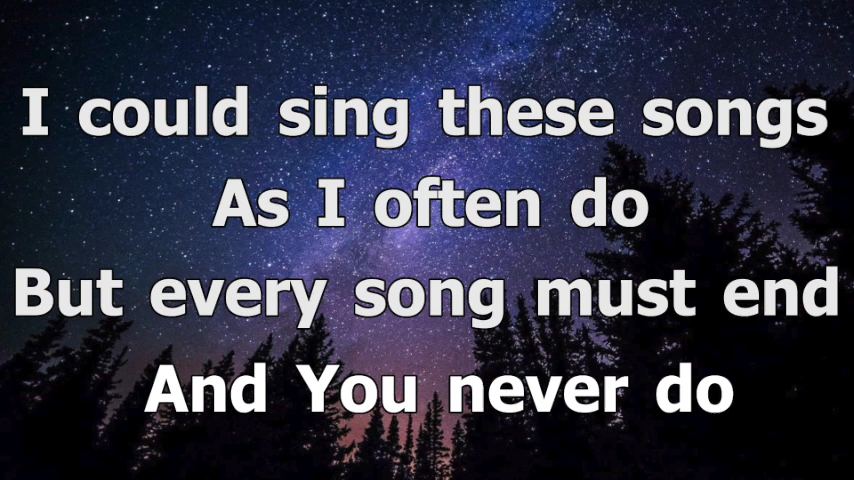 I could sing these songs
As I often do
But every song must end
And You never do